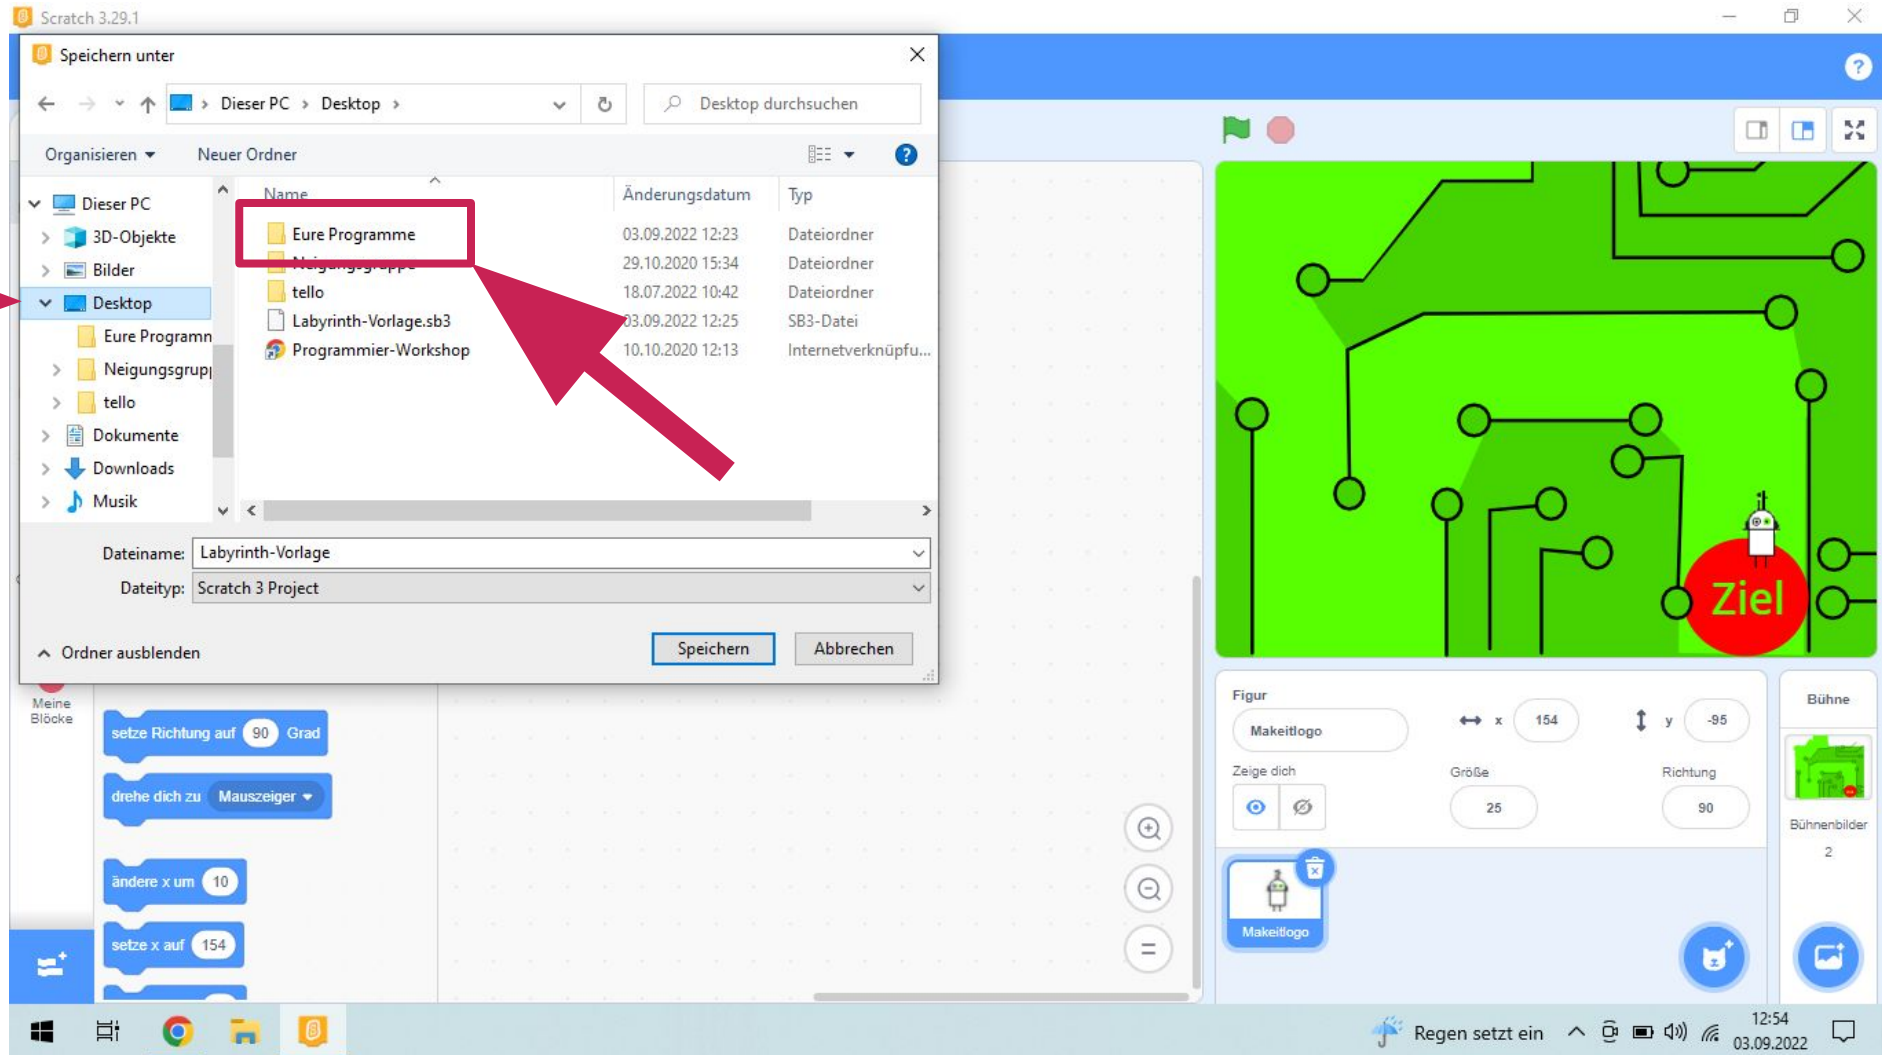 Scratch 3.29.1
Speichern unter
Dieser PC > Desktop >
Desktop durchsuchen
Organisieren
Neuer Ordner
Dieser PC
3D-Objekte
Bilder
Desktop
Eure Programn
Neigungsgrupp
tello
Dokumente
Downloads
Musik
Name Änderungsdatum Typ
Eure Programme 03.09.2022 12:23 Dateiordner
Neigungsgruppe 29.10.2020 15:34 Dateiordner
tello 18.07.2022 10:42 Dateiordner
Labyrinth-Vorlage.sb3 03.09.2022 12:25 SB3-Datei
Programmier-Workshop 10.10.2020 12:13 Internetverknüpfu...
Dateiname: Labyrinth-Vorlage
Dateityp: Scratch 3 Project
Ordner ausblenden
Speichern
Abbrechen
Meine
Blöcke
setze Richtung auf 90 Grad
drehe dich zu Mauszeiger
ändere x um 10
setze x auf 154
Ziel
Figur
Makeitlogo
x 154
y -95
Zeige dich
Größe
25
Richtung
90
Makeitlogo
Bühne
Bühnenbilder
2
Regen setzt ein
12:54
03.09.2022